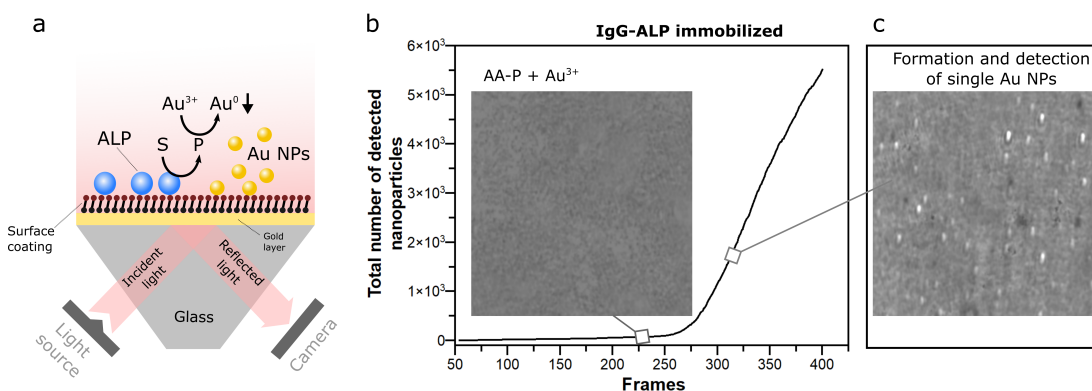 a
Au³⁺ Au⁰
ALP
S P
Au NPs
Surface
coating
Gold
layer
Incident
light
Reflected
light
Glass
Light
source
Camera
b
IgG-ALP immobilized
AA-P + Au³⁺
Total number of detected
nanoparticles
6×10³
5×10³
4×10³
3×10³
2×10³
1×10³
0
50 100 150 200 250 300 350 400
Frames
c
Formation and detection
of single Au NPs